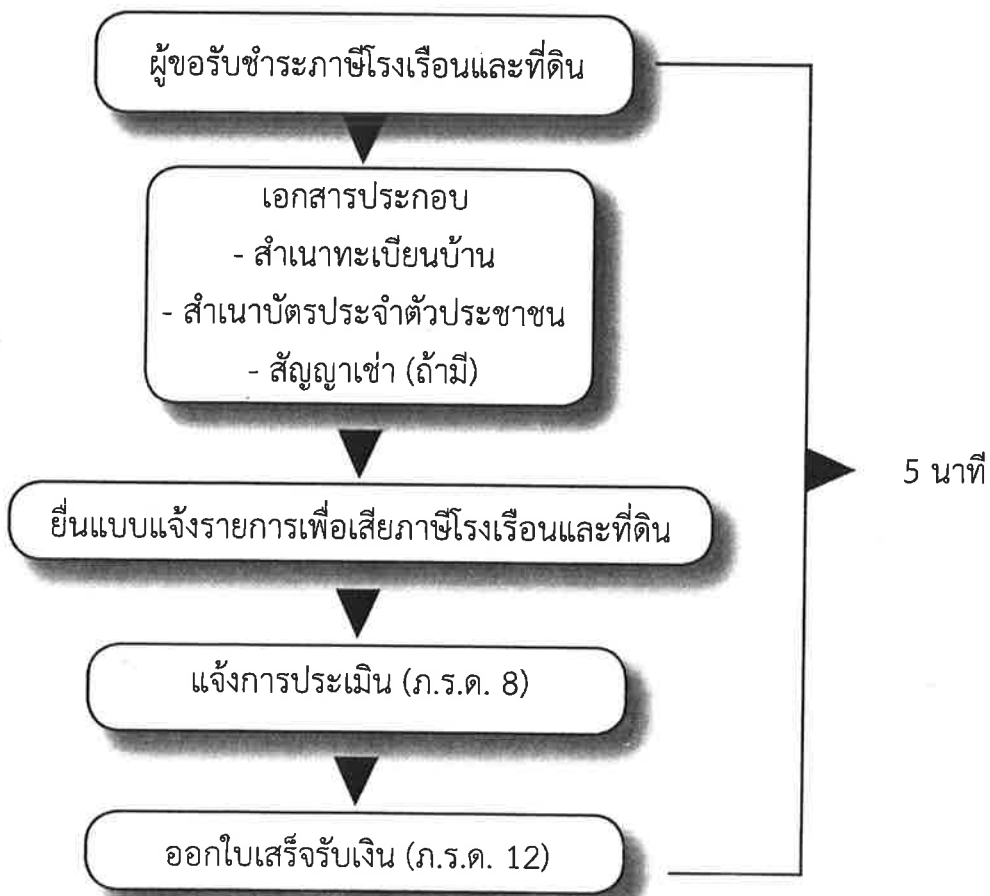 ผู้ขอรับชำระภาษีโรงเรือนและที่ดิน
เอกสารประกอบ
- สำเนาทะเบียนบ้าน
- สำเนาบัตรประจำตัวประชาชน
- สัญญาเช่า (ถ้ามี)
ยื่นแบบแจ้งรายการเพื่อเสียภาษีโรงเรือนและที่ดิน
แจ้งการประเมิน (ภ.ร.ด. 8)
ออกใบเสร็จรับเงิน (ภ.ร.ด. 12)
5 นาที